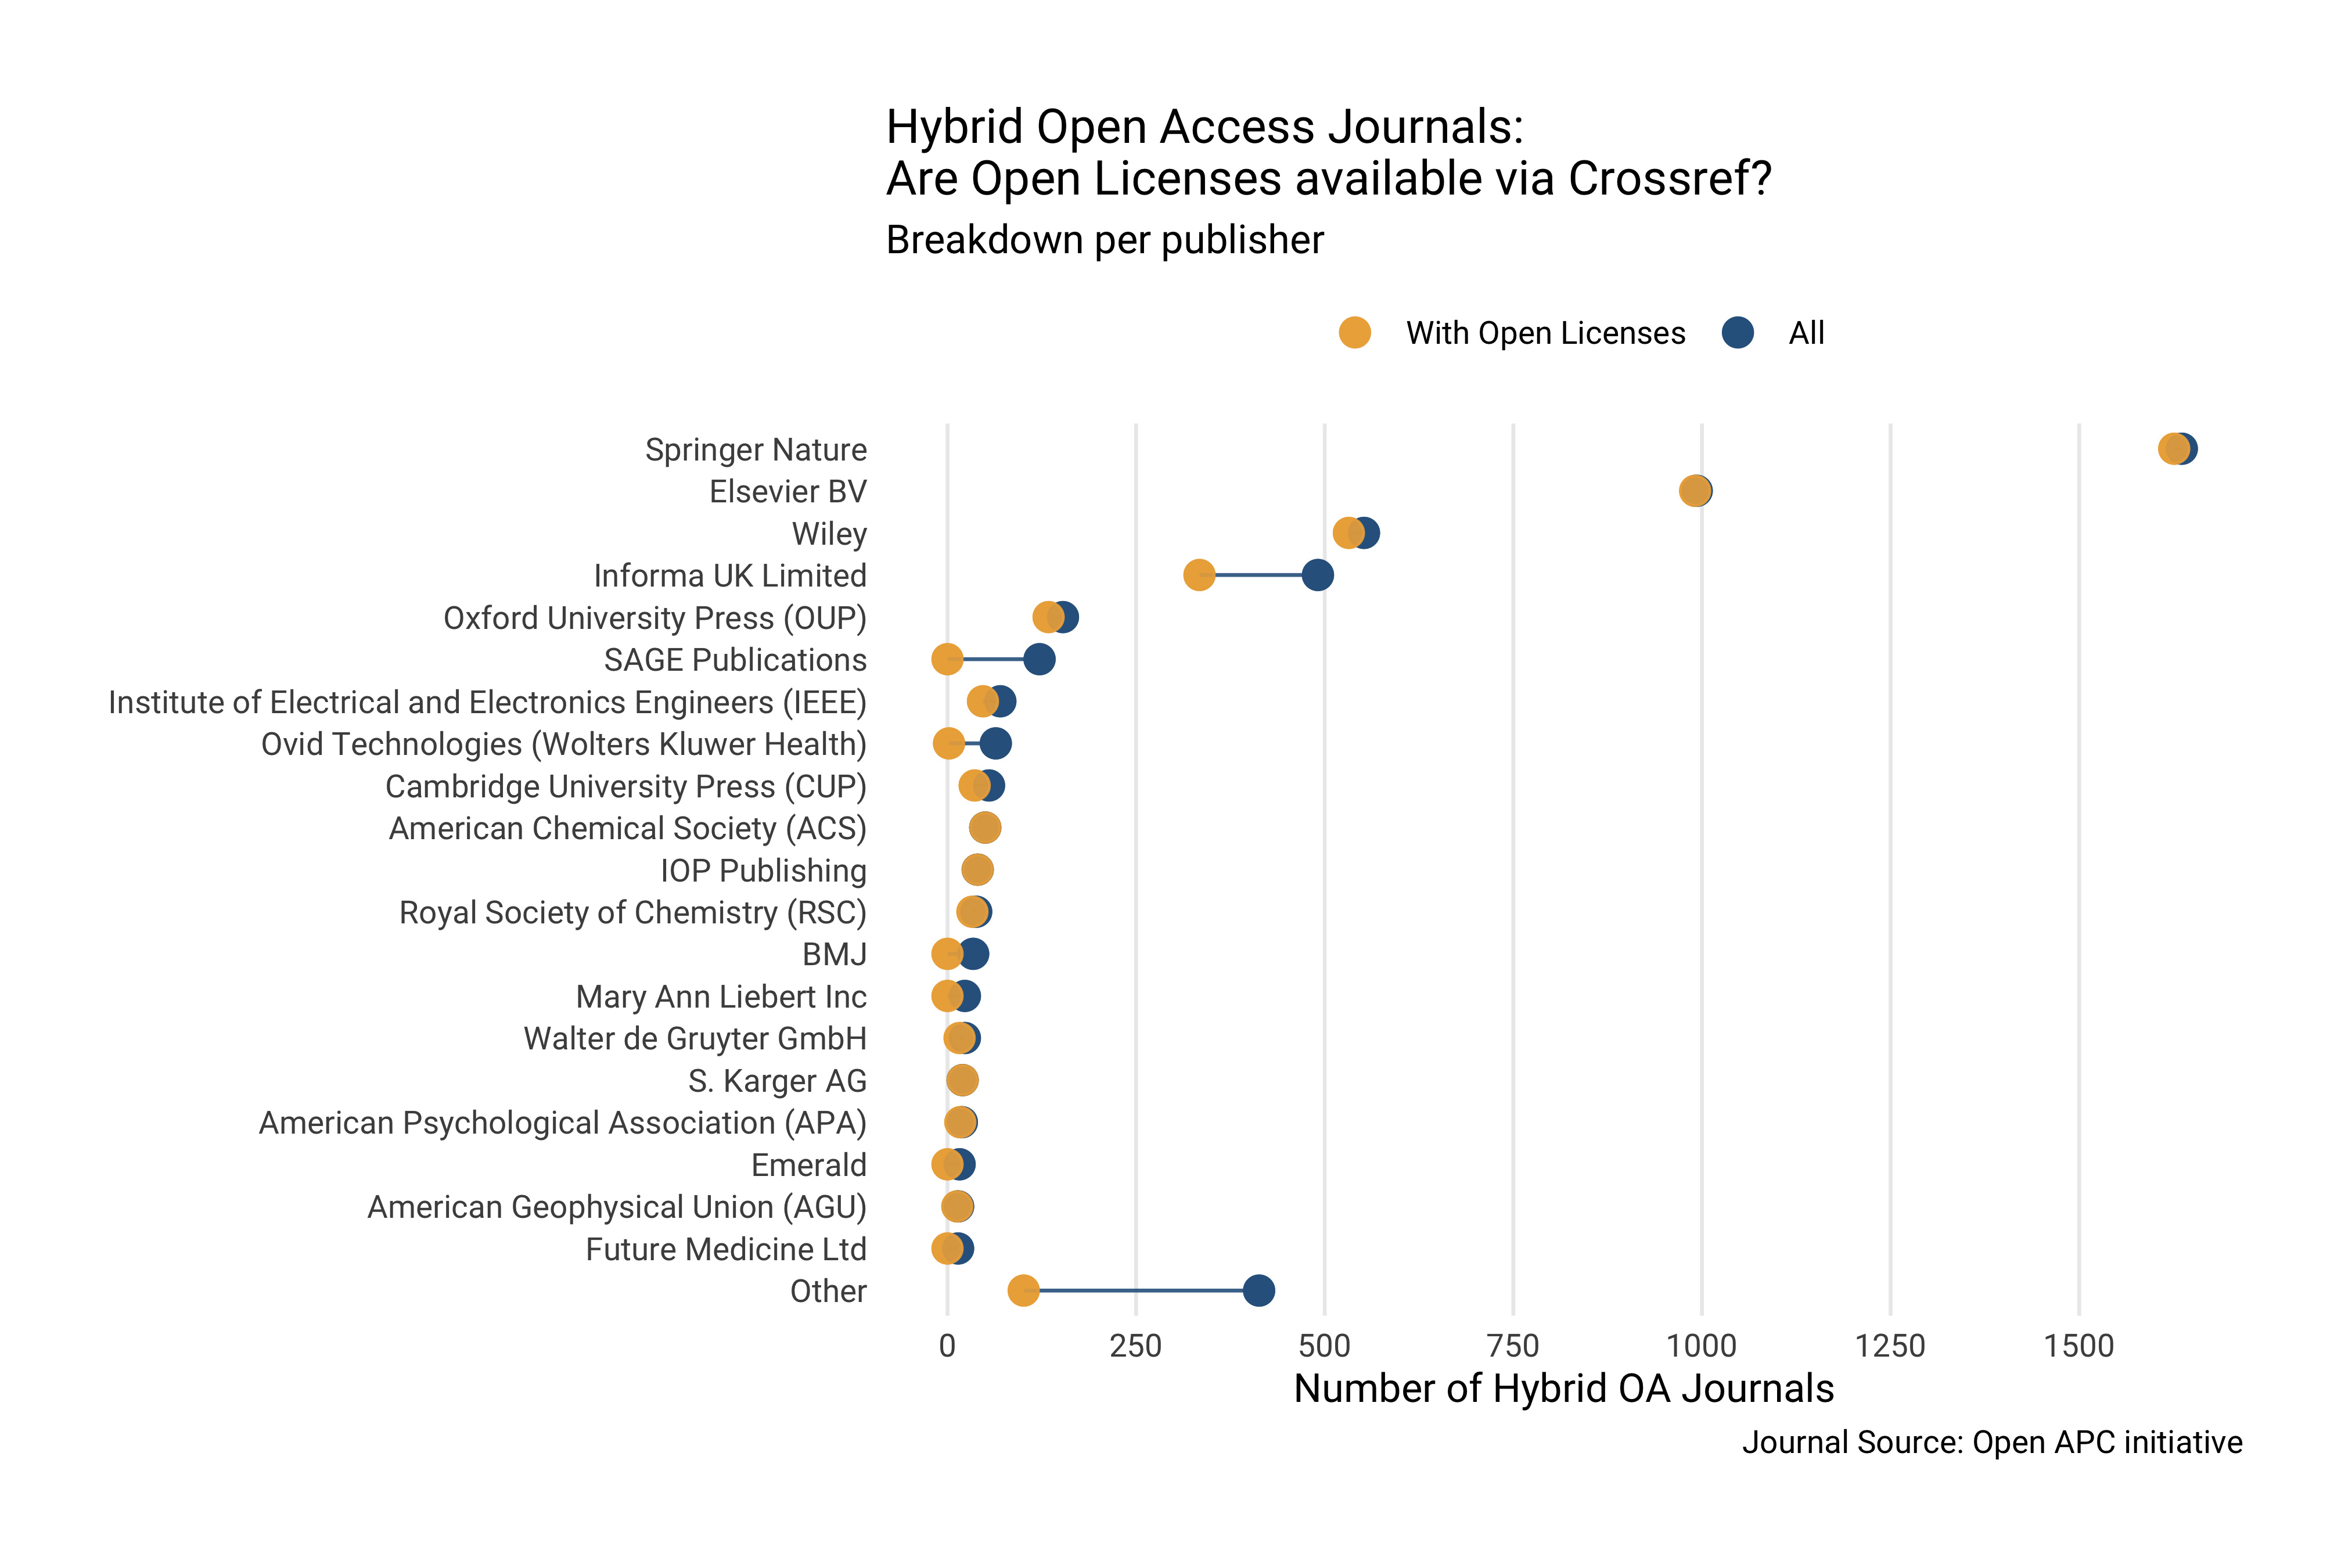 Hybrid Open Access Journals:
Are Open Licenses available via Crossref?
Breakdown per publisher
With Open Licenses
All
Springer Nature
Elsevier BV
Wiley
Informa UK Limited
Oxford University Press (OUP)
SAGE Publications
Institute of Electrical and Electronics Engineers (IEEE)
Ovid Technologies (Wolters Kluwer Health)
Cambridge University Press (CUP)
American Chemical Society (ACS)
IOP Publishing
Royal Society of Chemistry (RSC)
BMJ
Mary Ann Liebert Inc
Walter de Gruyter GmbH
S. Karger AG
American Psychological Association (APA)
Emerald
American Geophysical Union (AGU)
Future Medicine Ltd
Other
0 250 500 750 1000 1250 1500
Number of Hybrid OA Journals
Journal Source: Open APC initiative